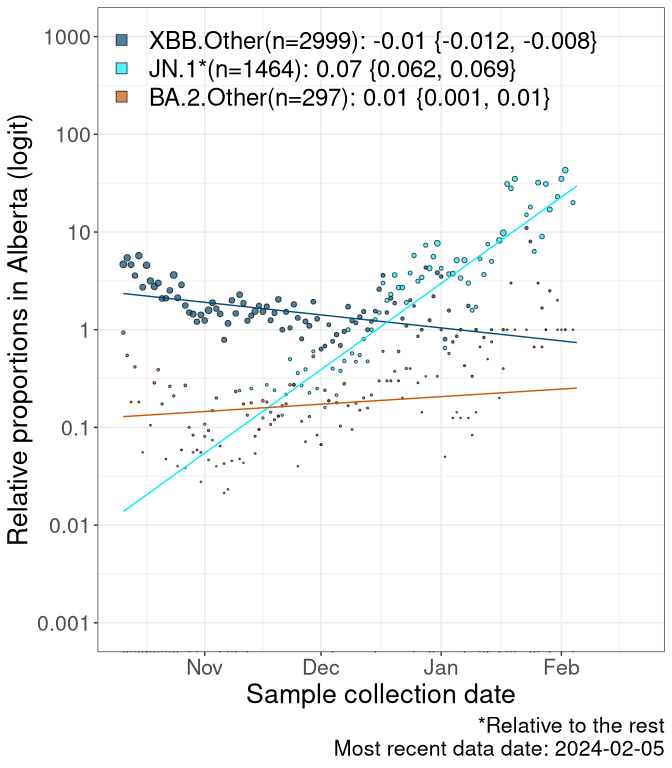 XBB.Other(n=2999): -0.01 {-0.012, -0.008}
JN.1*(n=1464): 0.07 {0.062, 0.069}
BA.2.Other(n=297): 0.01 {0.001, 0.01}
Relative proportions in Alberta (logit)
1000
100
10
1
0.1
0.01
0.001
Nov Dec Jan Feb
Sample collection date
*Relative to the rest
Most recent data date: 2024-02-05